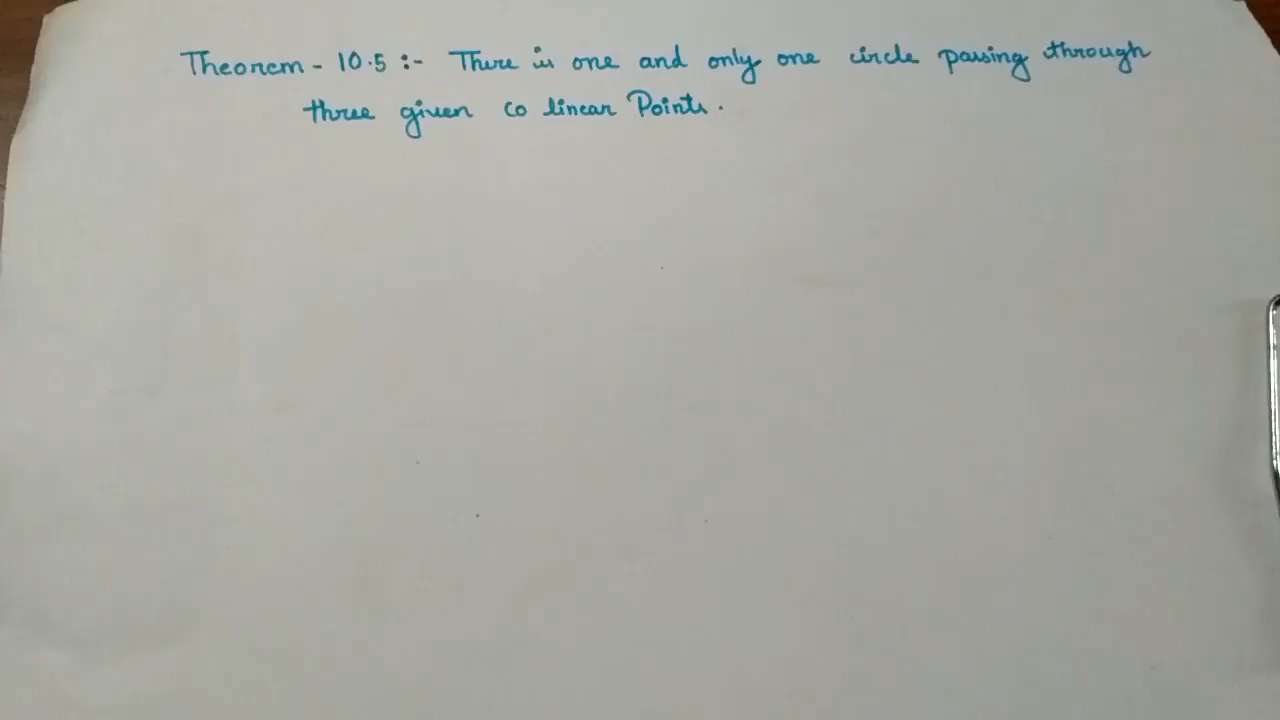 Theorem - 10.5 :- There is one and only one circle passing through
three given co linear Points.